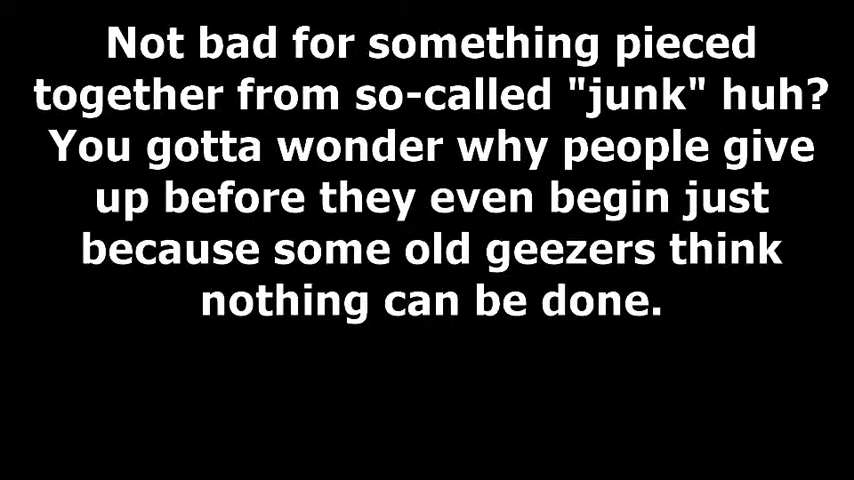 Not bad for something pieced
together from so-called "junk" huh?
You gotta wonder why people give
up before they even begin just
because some old geezers think
nothing can be done.